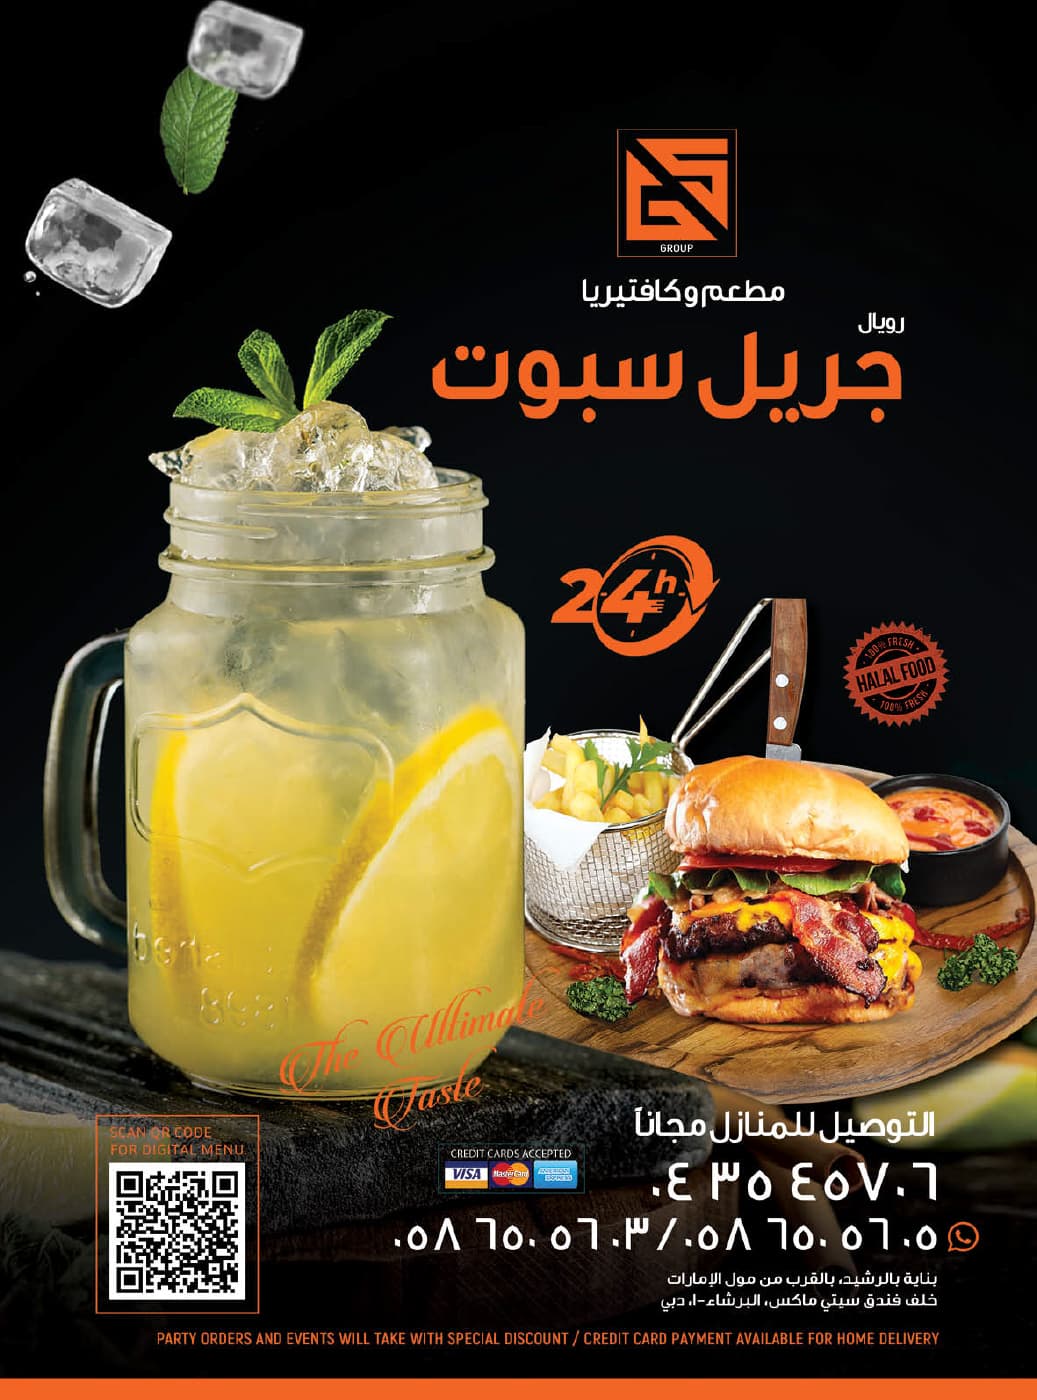 GS
GROUP
مطعم وكافتيريا
رويال
جريل سبوت
24h
100% FRESH
HALAL FOOD
100% FRESH
The Ultimate
Taste
SCAN QR CODE
FOR DIGITAL MENU
CREDIT CARDS ACCEPTED
VISA MasterCard AMERICAN EXPRESS
التوصيل للمنازل مجاناً
٠٤ ٣٥ ٤٥٧٠٦
٠٥٨ ٦٥٠ ٥٦٠٣/٠٥٨ ٦٥٠ ٥٦٠٥
بناية بالرشيد، بالقرب من مول الإمارات
خلف فندق سيتي ماكس، البرشاء-١، دبي
PARTY ORDERS AND EVENTS WILL TAKE WITH SPECIAL DISCOUNT / CREDIT CARD PAYMENT AVAILABLE FOR HOME DELIVERY